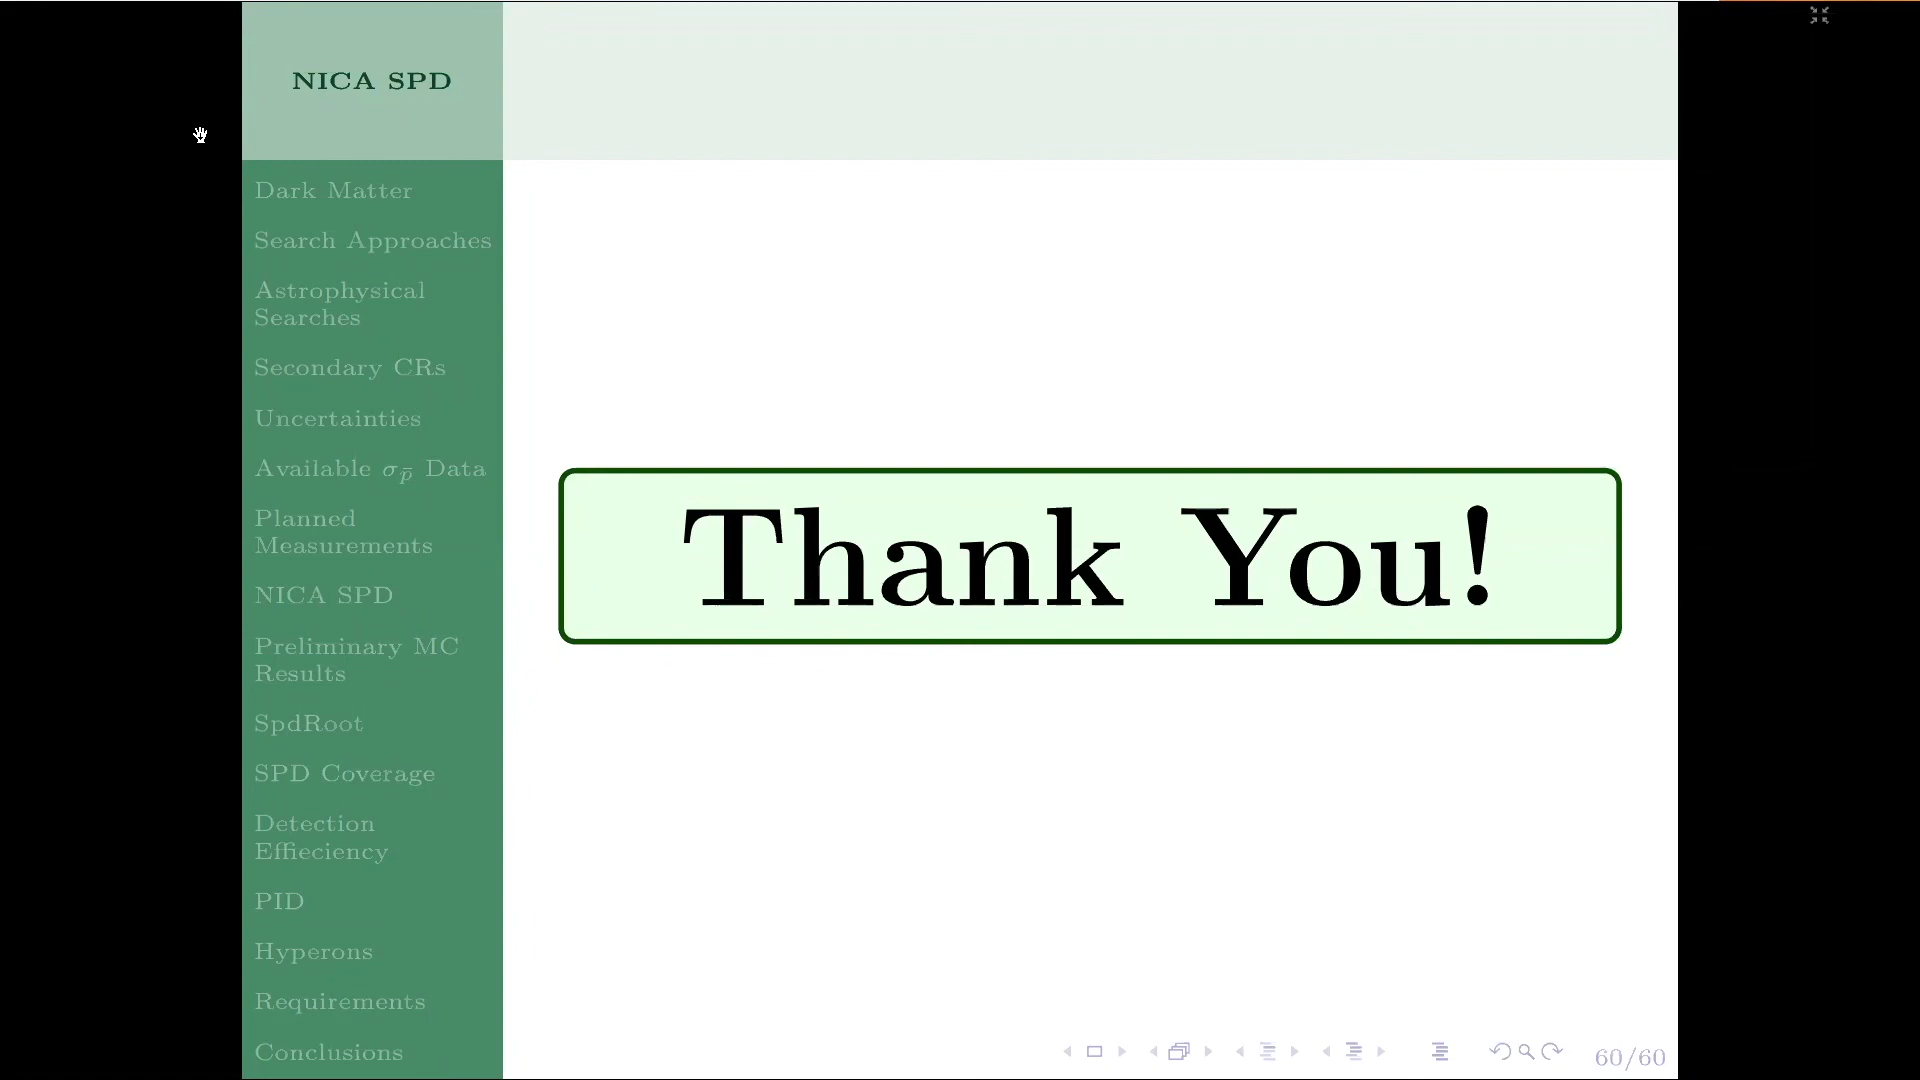 NICA SPD
Dark Matter
Search Approaches
Astrophysical
Searches
Secondary CRs
Uncertainties
Available σ_p̄ Data
Planned
Measurements
NICA SPD
Preliminary MC
Results
SpdRoot
SPD Coverage
Detection
Effieciency
PID
Hyperons
Requirements
Conclusions
Thank You!
60/60